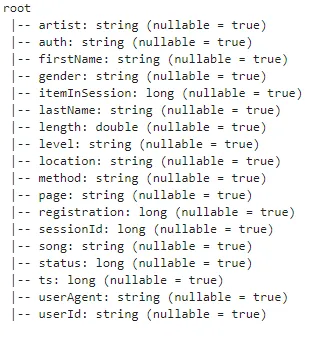 root
 |-- artist: string (nullable = true)
 |-- auth: string (nullable = true)
 |-- firstName: string (nullable = true)
 |-- gender: string (nullable = true)
 |-- itemInSession: long (nullable = true)
 |-- lastName: string (nullable = true)
 |-- length: double (nullable = true)
 |-- level: string (nullable = true)
 |-- location: string (nullable = true)
 |-- method: string (nullable = true)
 |-- page: string (nullable = true)
 |-- registration: long (nullable = true)
 |-- sessionId: long (nullable = true)
 |-- song: string (nullable = true)
 |-- status: long (nullable = true)
 |-- ts: long (nullable = true)
 |-- userAgent: string (nullable = true)
 |-- userId: string (nullable = true)